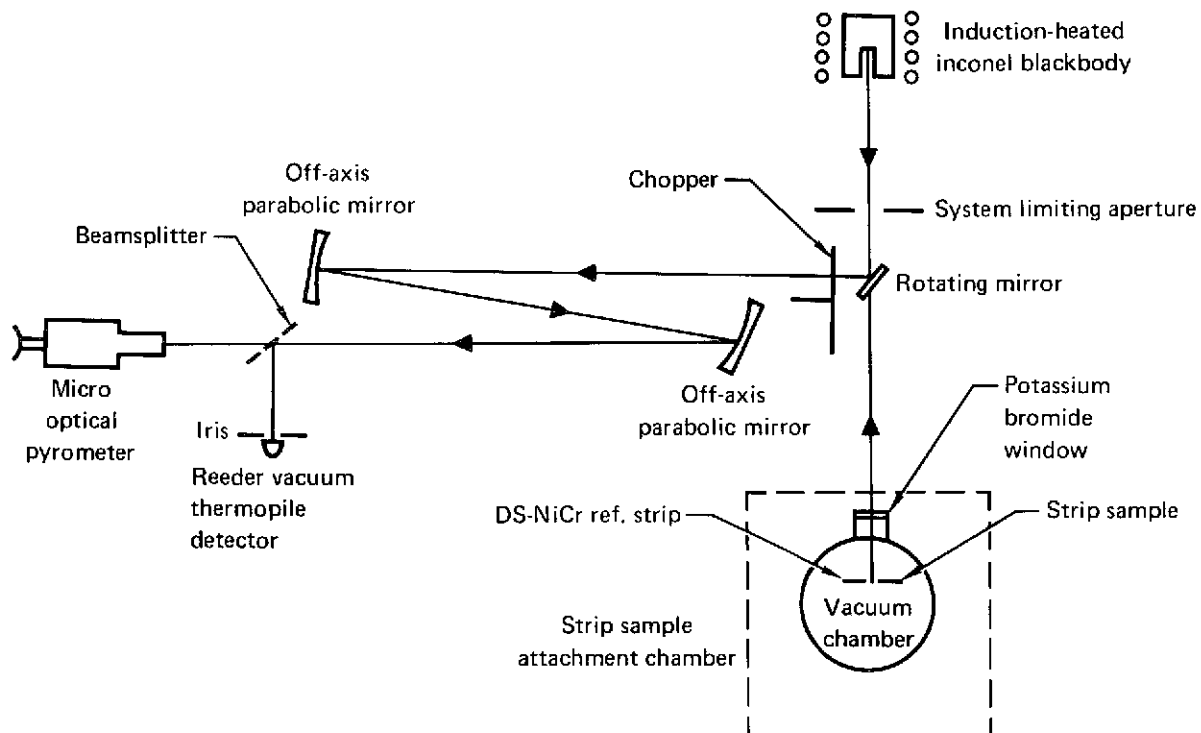 Induction-heated
inconel blackbody
Off-axis
parabolic mirror
Chopper
System limiting aperture
Beamsplitter
Rotating mirror
Micro
optical
pyrometer
Iris
Reeder vacuum
thermopile
detector
Off-axis
parabolic mirror
Potassium
bromide
window
DS-NiCr ref. strip
Strip sample
Vacuum
chamber
Strip sample
attachment chamber